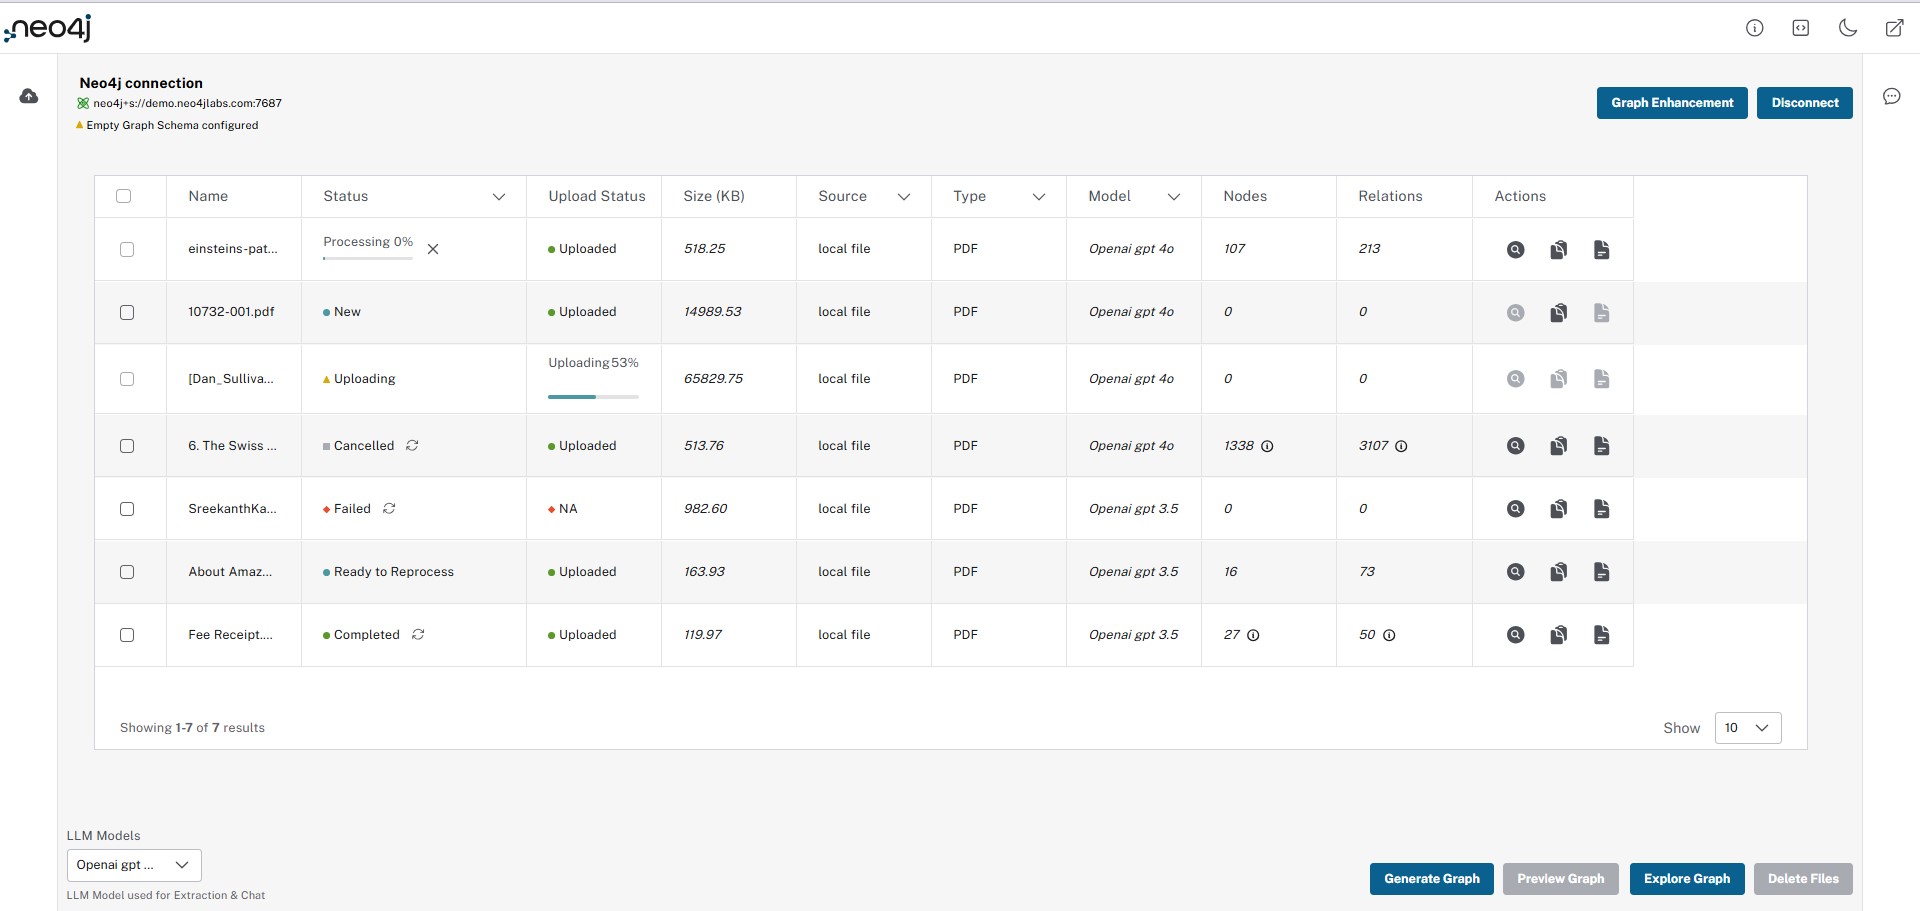 neo4j
Neo4j connection
neo4j+s://demo.neo4jlabs.com:7687
Empty Graph Schema configured
Graph Enhancement Disconnect
Name Status Upload Status Size (KB) Source Type Model Nodes Relations Actions
einsteins-pat... Processing 0% Uploaded 518.25 local file PDF Openai gpt 4o 107 213
10732-001.pdf New Uploaded 14989.53 local file PDF Openai gpt 4o 0 0
[Dan_Sulliva... Uploading Uploading 53% 65829.75 local file PDF Openai gpt 4o 0 0
6. The Swiss ... Cancelled Uploaded 513.76 local file PDF Openai gpt 4o 1338 3107
SreekanthKa... Failed NA 982.60 local file PDF Openai gpt 3.5 0 0
About Amaz... Ready to Reprocess Uploaded 163.93 local file PDF Openai gpt 3.5 16 73
Fee Receipt.... Completed Uploaded 119.97 local file PDF Openai gpt 3.5 27 50
Showing 1-7 of 7 results Show 10
LLM Models
Openai gpt ...
LLM Model used for Extraction & Chat
Generate Graph Preview Graph Explore Graph Delete Files